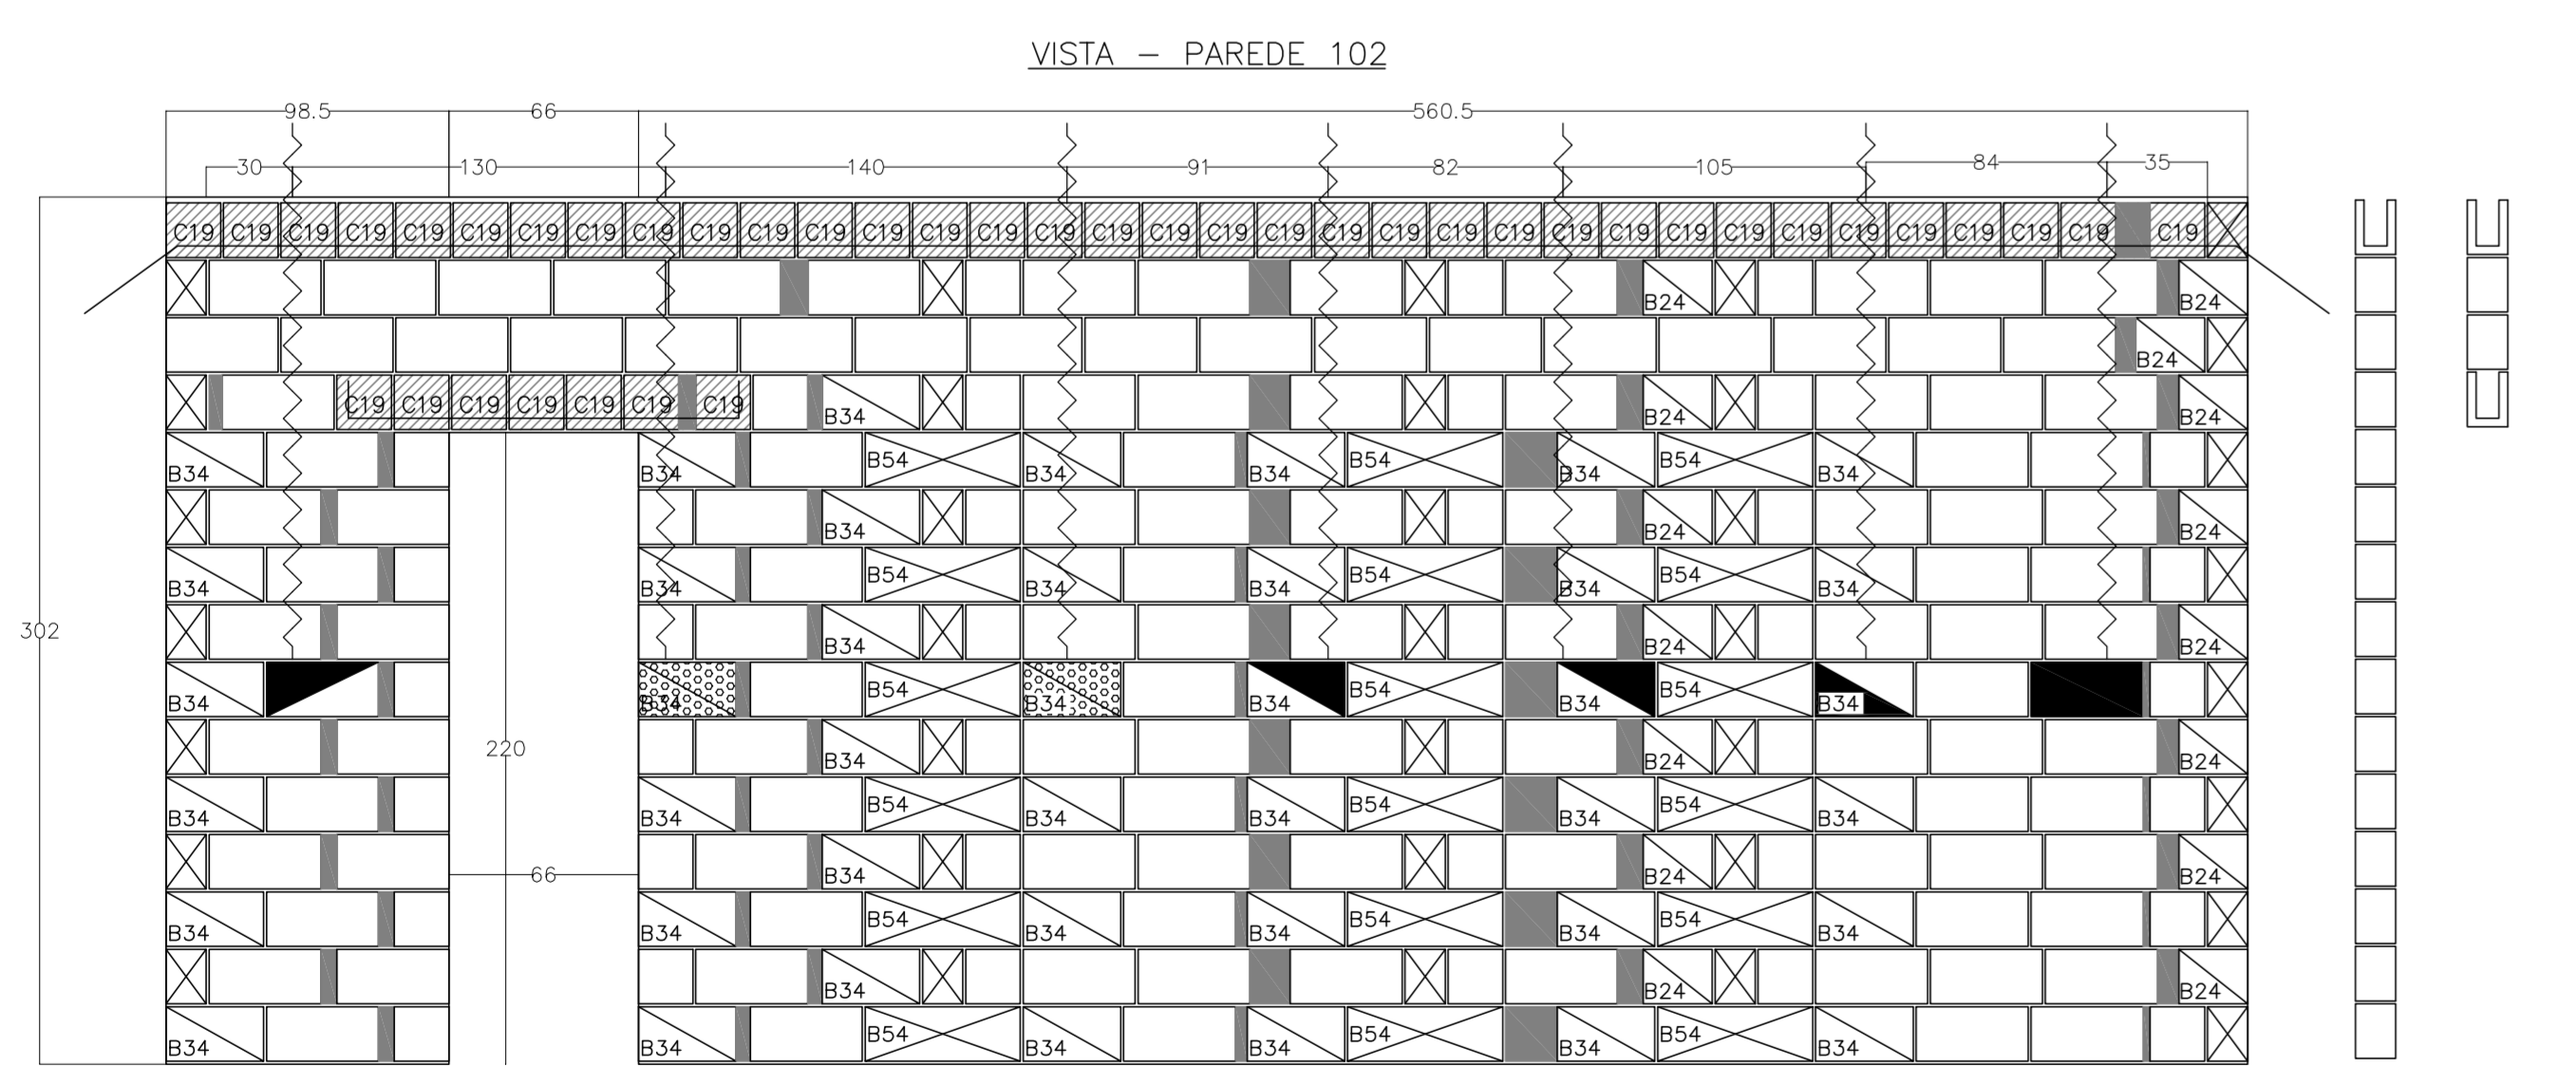 VISTA – PAREDE 102
98.5 66 560.5
30 130 140 91 82 105 84 35
C19 C19 C19 C19 C19 C19 C19 C19 C19 C19 C19 C19 C19 C19 C19 C19 C19 C19 C19 C19 C19 C19 C19 C19 C19 C19 C19 C19 C19 C19 C19 C19 C19 C19 C19
B24 B24
B24
C19 C19 C19 C19 C19 C19 C19 B34 B24 B24
B34 B34 B54 B34 B34 B54 B34 B54 B34
B34 B24 B24
B34 B34 B54 B34 B34 B54 B34 B54 B34
302 B34 B24 B24
B34 B34 B54 B34 B34 B54 B34 B54 B34
220 B34 B24 B24
B34 B34 B54 B34 B34 B54 B34 B54 B34
66 B34 B24 B24
B34 B34 B54 B34 B34 B54 B34 B54 B34
B34 B24 B24
B34 B34 B54 B34 B34 B54 B34 B54 B34